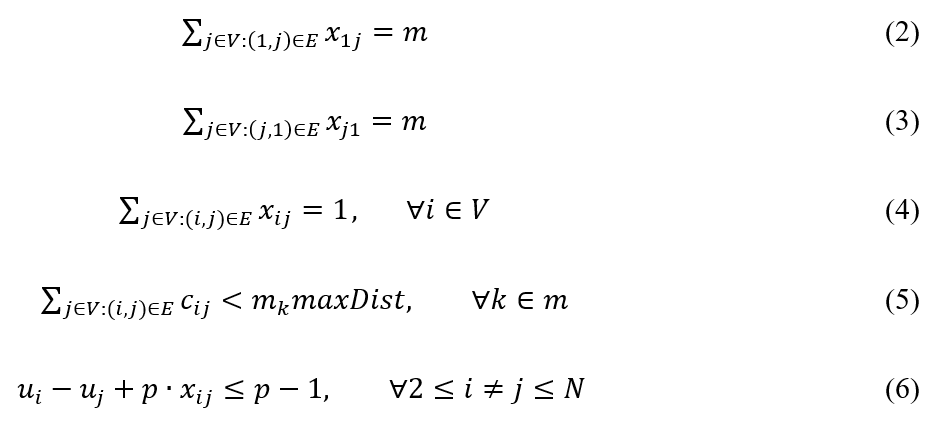 ∑_{j∈V:(1,j)∈E} x_{1j} = m (2)
∑_{j∈V:(j,1)∈E} x_{j1} = m (3)
∑_{j∈V:(i,j)∈E} x_{ij} = 1, ∀i ∈ V (4)
∑_{j∈V:(i,j)∈E} c_{ij} < m_k maxDist, ∀k ∈ m (5)
u_i − u_j + p · x_{ij} ≤ p − 1, ∀2 ≤ i ≠ j ≤ N (6)